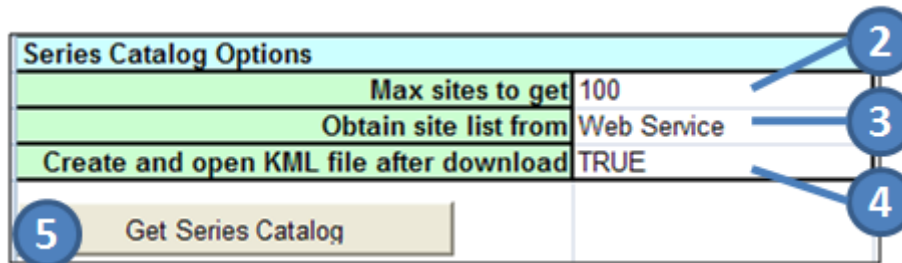 Series Catalog Options
2
Max sites to get 100
Obtain site list from Web Service
3
Create and open KML file after download TRUE
4
5 Get Series Catalog